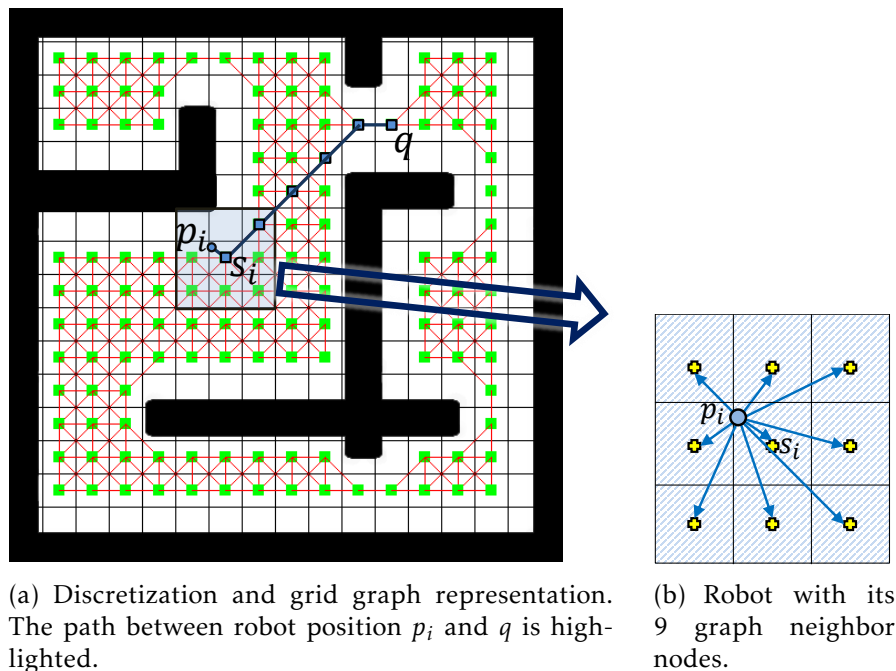 q
p_i
s_i
p_i
s_i
(a) Discretization and grid graph representation.
The path between robot position p_i and q is high-
lighted.
(b) Robot with its
9 graph neighbor
nodes.